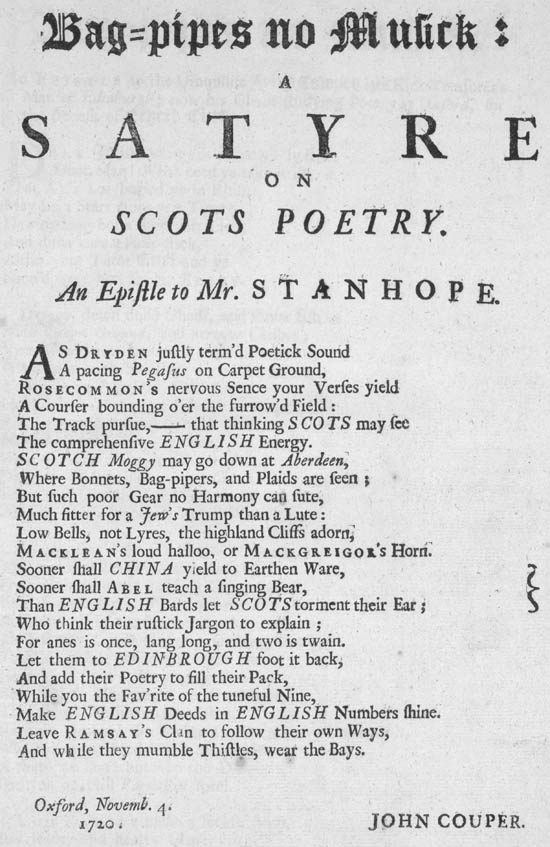 Bag-pipes no Musick:
A
SATYRE
ON
SCOTS POETRY.
An Epiſtle to Mr. STANHOPE.
AS DRYDEN juſtly term'd Poetick Sound
A pacing Pegaſus on Carpet Ground,
ROSECOMMON's nervous Sence your Verſes yield
A Courſer bounding o'er the furrow'd Field:
The Track purſue,—— that thinking SCOTS may ſee
The comprehenſive ENGLISH Energy.
SCOTCH Moggy may go down at Aberdeen,
Where Bonnets, Bag-pipers, and Plaids are ſeen;
But ſuch poor Gear no Harmony can ſute,
Much fitter for a Jew's Trump than a Lute:
Low Bells, not Lyres, the highland Cliffs adorn,
MACKLEAN's loud halloo, or MACKGREIGOR's Horn.
Sooner ſhall CHINA yield to Earthen Ware,
Sooner ſhall ABEL teach a ſinging Bear,
Than ENGLISH Bards let SCOTS torment their Ear;
Who think their ruſtick Jargon to explain;
For anes is once, lang long, and two is twain.
Let them to EDINBROUGH foot it back,
And add their Poetry to fill their Pack,
While you the Fav'rite of the tuneful Nine,
Make ENGLISH Deeds in ENGLISH Numbers ſhine.
Leave RAMSAY's Clan to follow their own Ways,
And while they mumble Thiſtles, wear the Bays.
Oxford, Novemb. 4.
1720.
JOHN COUPER.